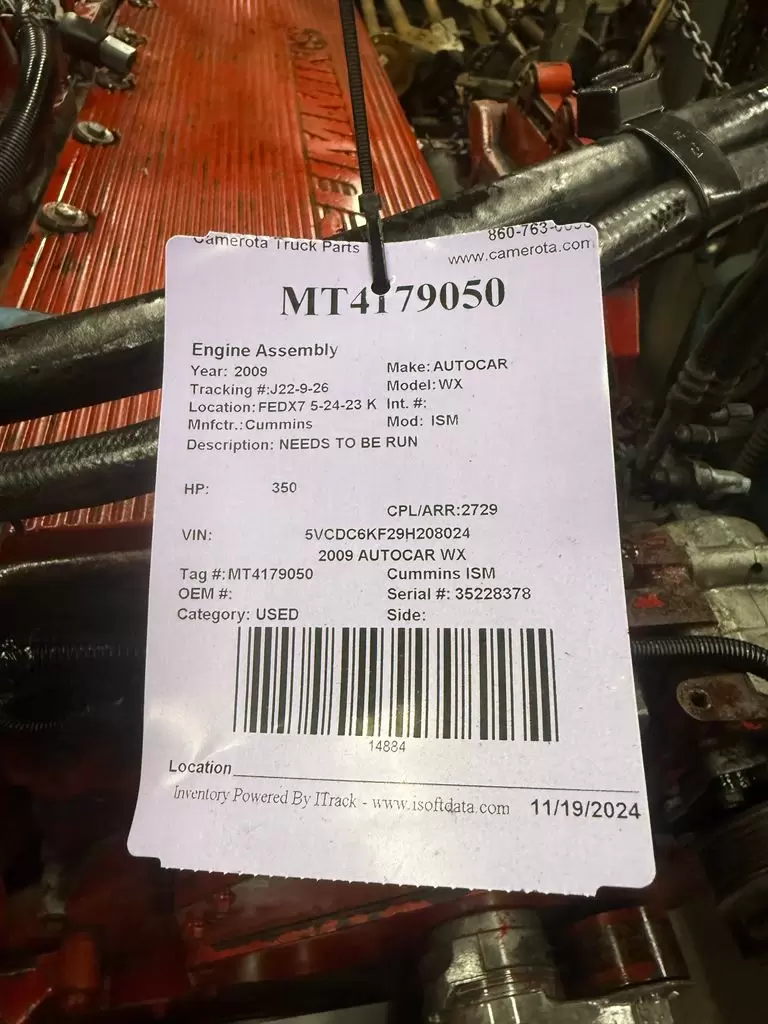 CUMMINS
Camerota Truck Parts
860-763-
www.camerota.com
MT4179050
Engine Assembly
Year: 2009 Make: AUTOCAR
Tracking #:J22-9-26 Model: WX
Location: FEDX7 5-24-23 K Int. #:
Mnfctr.: Cummins Mod: ISM
Description: NEEDS TO BE RUN
HP: 350
CPL/ARR:2729
VIN: 5VCDC6KF29H208024
2009 AUTOCAR WX
Tag #: MT4179050 Cummins ISM
OEM #: Serial #: 35228378
Category: USED Side:
14884
Location
Inventory Powered By ITrack - www.isoftdata.com 11/19/2024